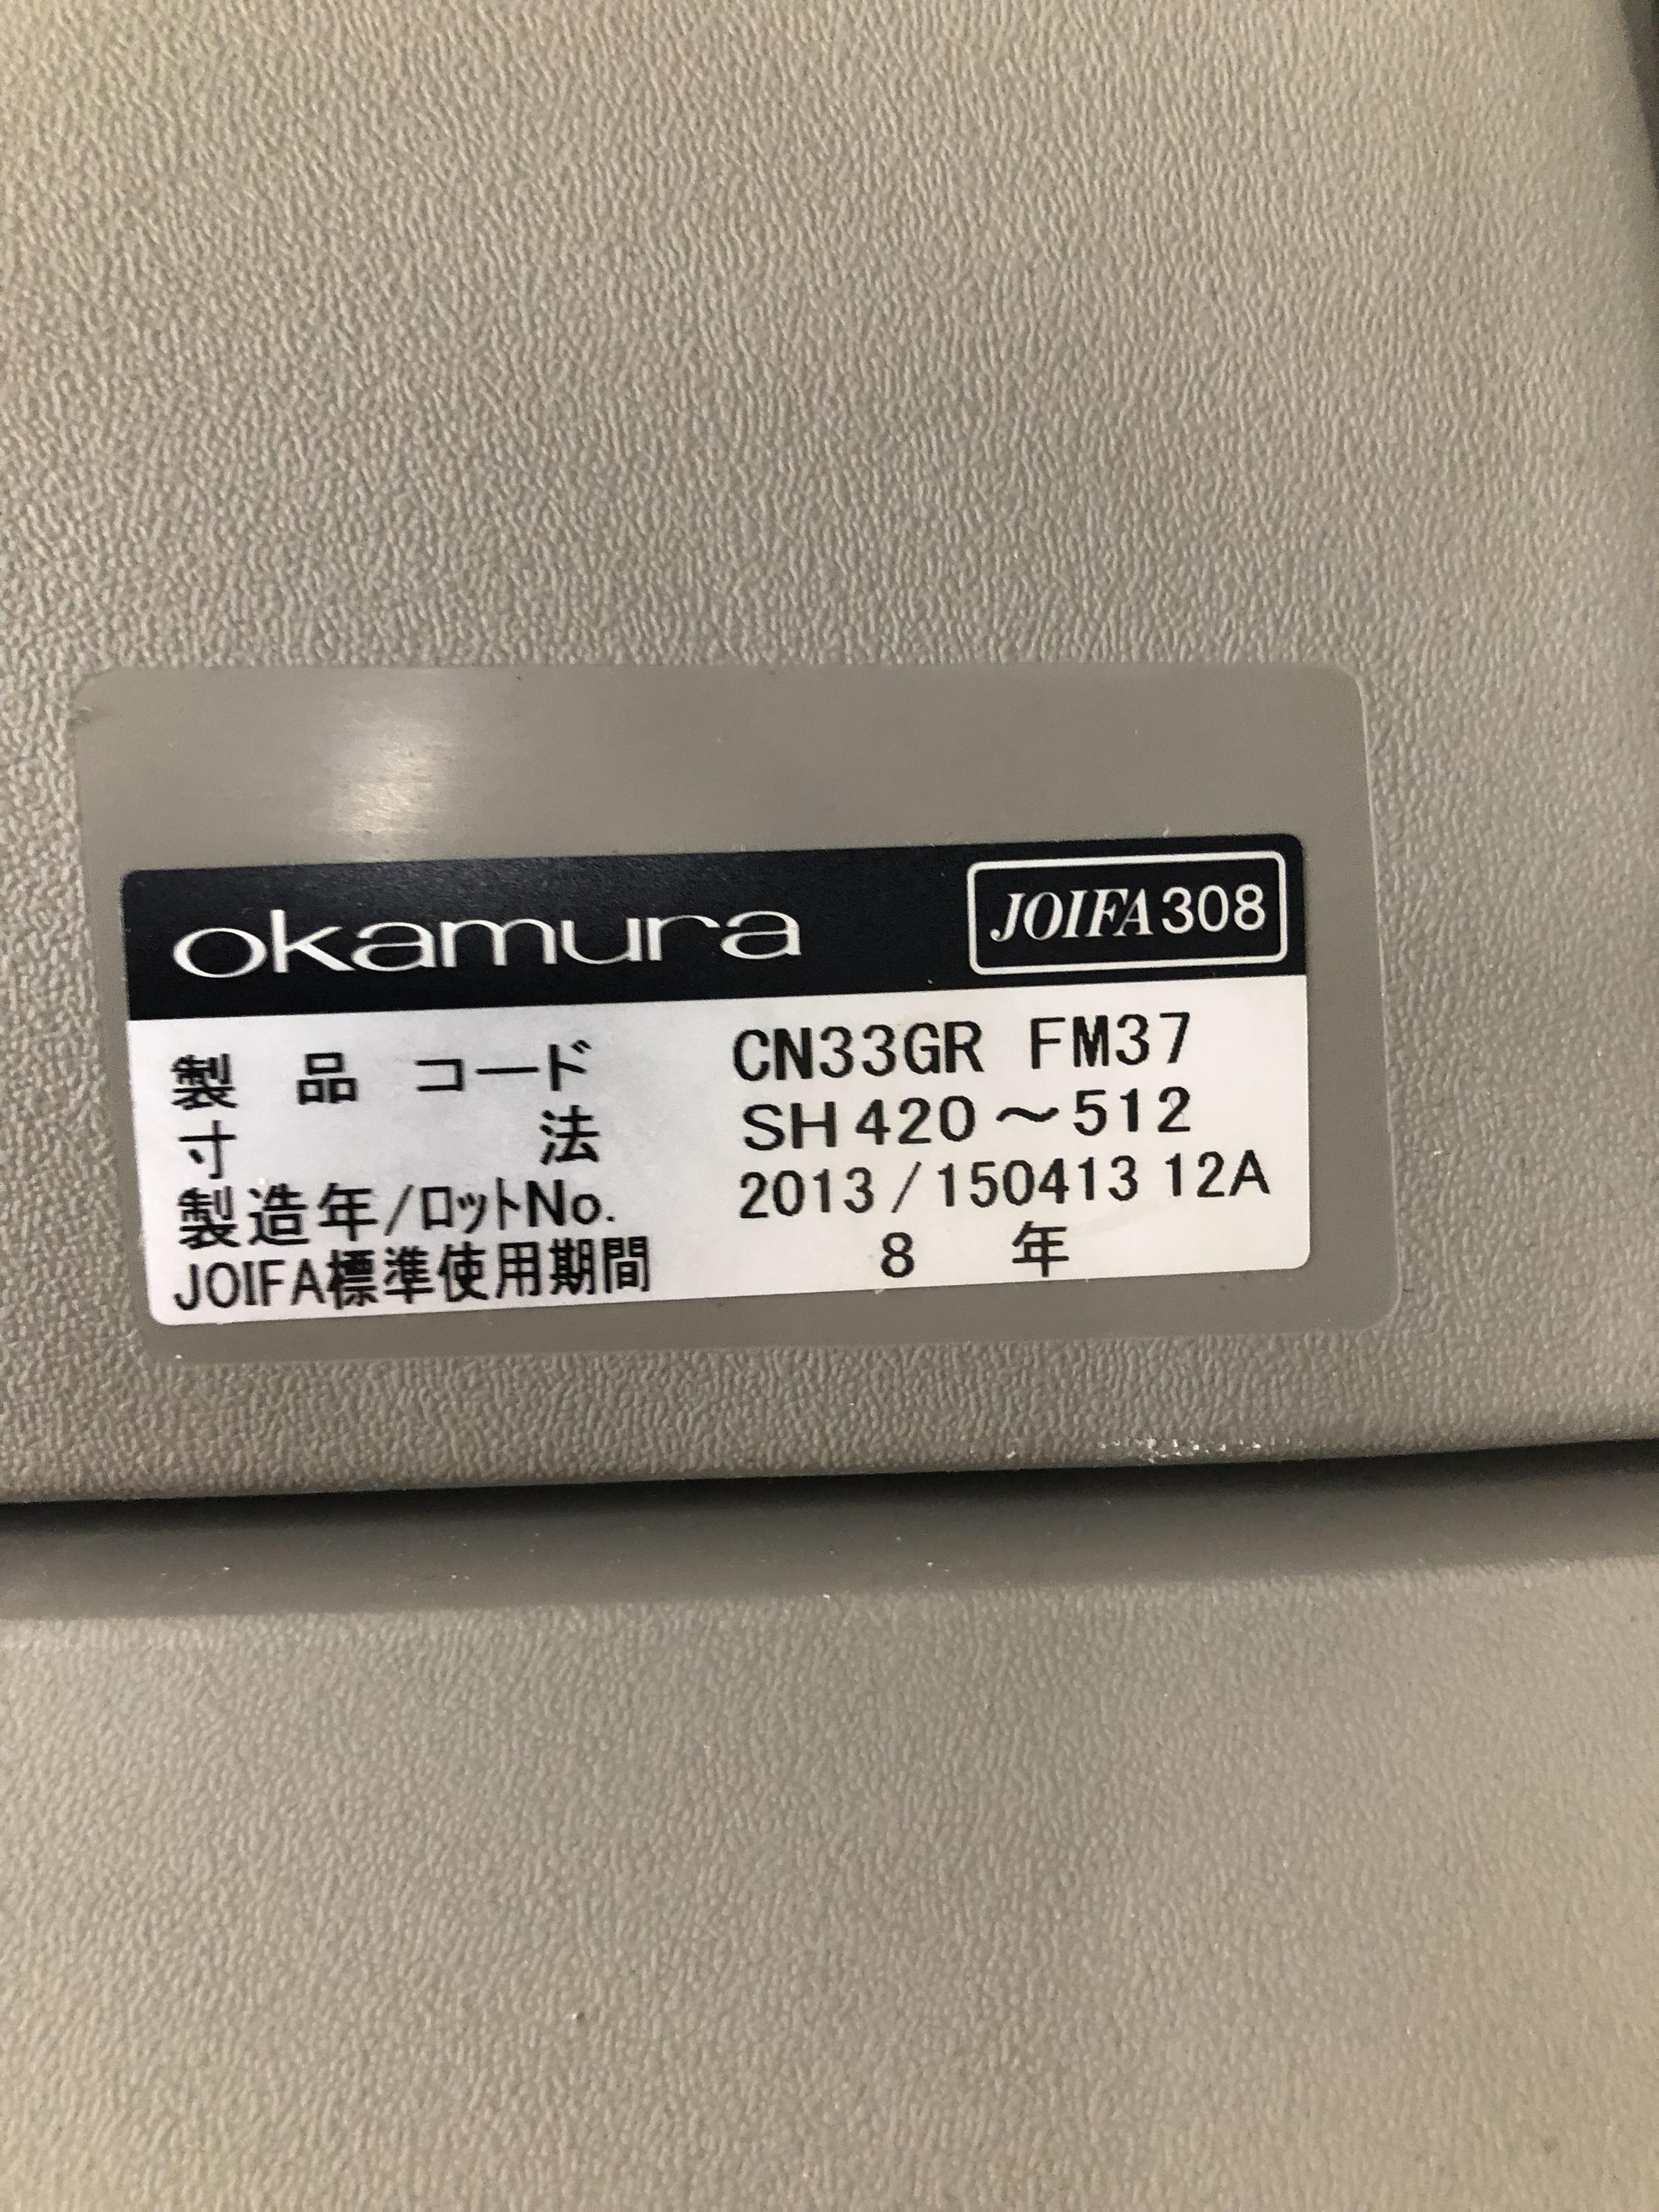 okamura JOIFA308
製品コード CN33GR FM37
寸法 SH420～512
製造年/ロットNo. 2013/150413 12A
JOIFA標準使用期間 8年